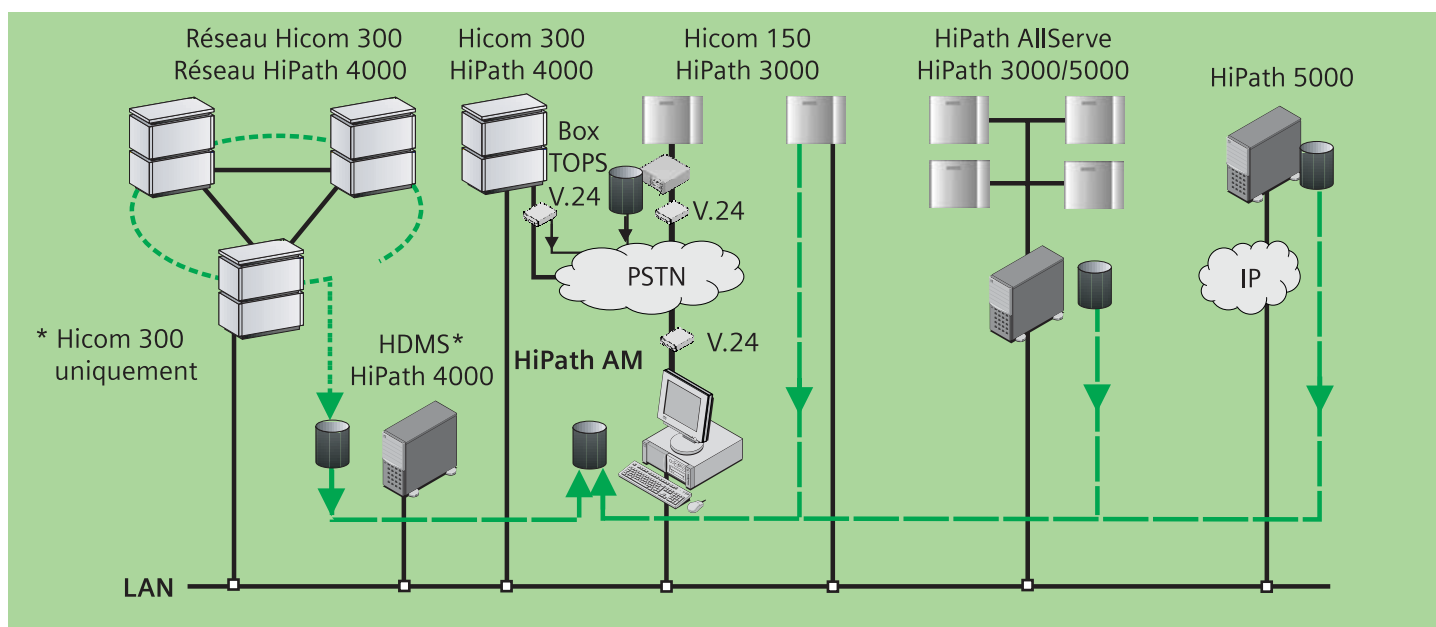 Réseau Hicom 300
Réseau HiPath 4000
Hicom 300
HiPath 4000
Hicom 150
HiPath 3000
HiPath AllServe
HiPath 3000/5000
HiPath 5000
Box
TOPS
V.24
V.24
PSTN
IP
* Hicom 300
uniquement
HDMS*
HiPath 4000
HiPath AM
V.24
LAN